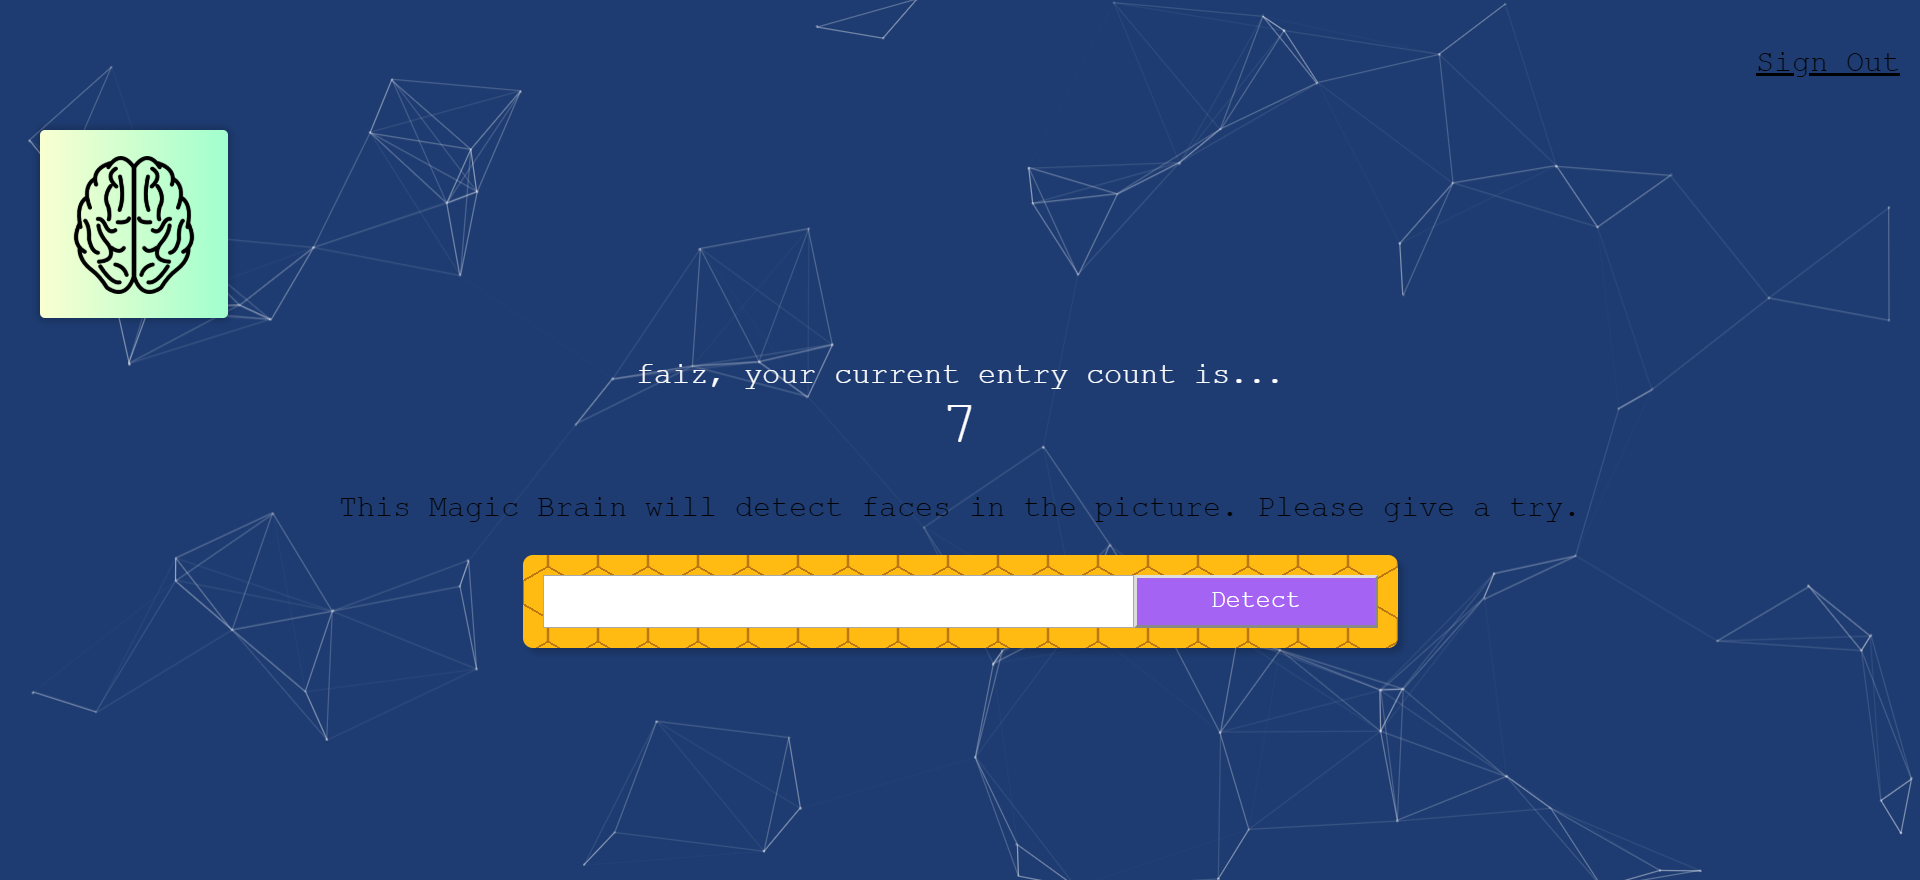 Sign Out
faiz, your current entry count is...
7
This Magic Brain will detect faces in the picture. Please give a try.
Detect